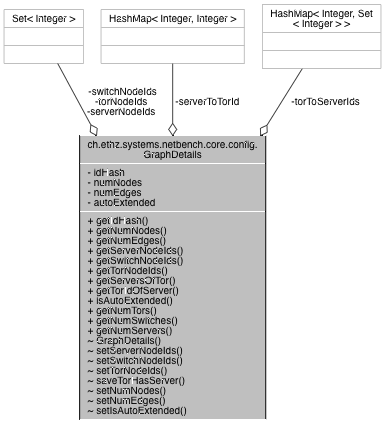 Set< Integer >
HashMap< Integer, Integer >
HashMap< Integer, Set
< Integer > >
-switchNodeIds
-torNodeIds
-serverNodeIds
-serverToTorId
-torToServerIds
ch.ethz.systems.netbench.core.config.
GraphDetails
- idHash
- numNodes
- numEdges
- autoExtended
+ getIdHash()
+ getNumNodes()
+ getNumEdges()
+ getServerNodeIds()
+ getSwitchNodeIds()
+ getTorNodeIds()
+ getServersOfTor()
+ getTorIdOfServer()
+ isAutoExtended()
+ getNumTors()
+ getNumSwitches()
+ getNumServers()
~ GraphDetails()
~ setServerNodeIds()
~ setSwitchNodeIds()
~ setTorNodeIds()
~ saveTorHasServer()
~ setNumNodes()
~ setNumEdges()
~ setIsAutoExtended()